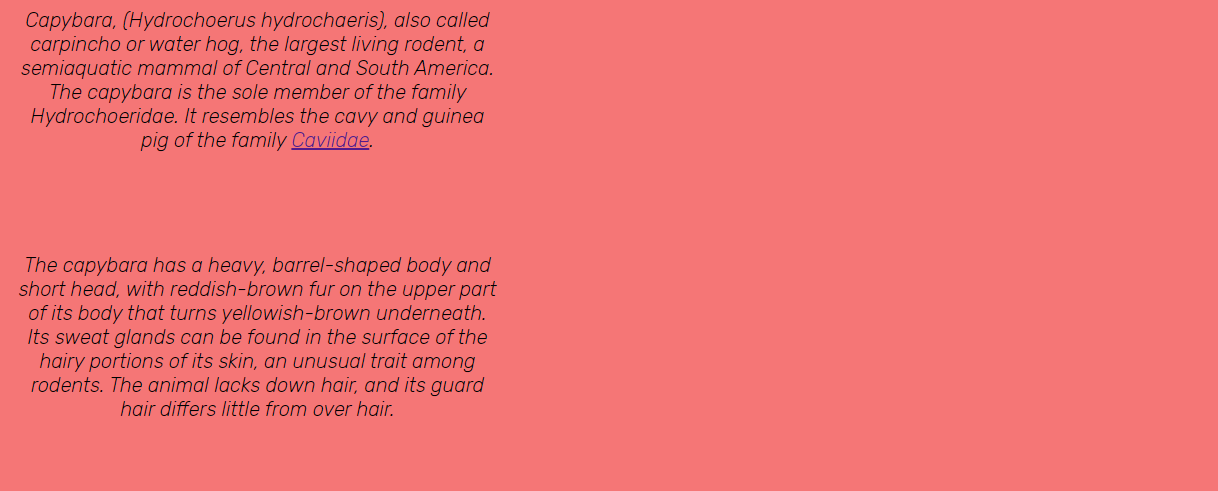 Capybara, (Hydrochoerus hydrochaeris), also called
carpincho or water hog, the largest living rodent, a
semiaquatic mammal of Central and South America.
The capybara is the sole member of the family
Hydrochoeridae. It resembles the cavy and guinea
pig of the family Caviidae.
The capybara has a heavy, barrel-shaped body and
short head, with reddish-brown fur on the upper part
of its body that turns yellowish-brown underneath.
Its sweat glands can be found in the surface of the
hairy portions of its skin, an unusual trait among
rodents. The animal lacks down hair, and its guard
hair differs little from over hair.